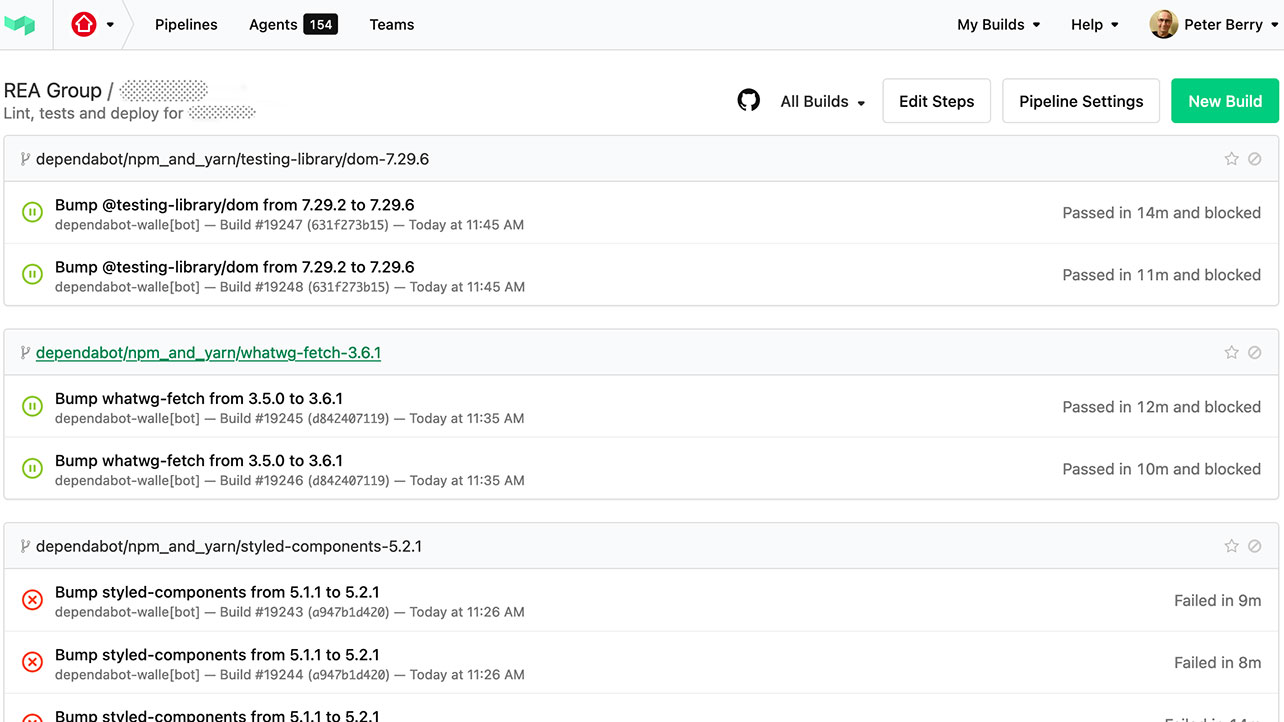 Pipelines
Agents 154
Teams
My Builds
Help
Peter Berry
REA Group /
Lint, tests and deploy for
All Builds
Edit Steps
Pipeline Settings
New Build
dependabot/npm_and_yarn/testing-library/dom-7.29.6
Bump @testing-library/dom from 7.29.2 to 7.29.6
dependabot-walle[bot] — Build #19247 (631f273b15) — Today at 11:45 AM
Passed in 14m and blocked
Bump @testing-library/dom from 7.29.2 to 7.29.6
dependabot-walle[bot] — Build #19248 (631f273b15) — Today at 11:45 AM
Passed in 11m and blocked
dependabot/npm_and_yarn/whatwg-fetch-3.6.1
Bump whatwg-fetch from 3.5.0 to 3.6.1
dependabot-walle[bot] — Build #19245 (d842407119) — Today at 11:35 AM
Passed in 12m and blocked
Bump whatwg-fetch from 3.5.0 to 3.6.1
dependabot-walle[bot] — Build #19246 (d842407119) — Today at 11:35 AM
Passed in 10m and blocked
dependabot/npm_and_yarn/styled-components-5.2.1
Bump styled-components from 5.1.1 to 5.2.1
dependabot-walle[bot] — Build #19243 (a947b1d420) — Today at 11:26 AM
Failed in 9m
Bump styled-components from 5.1.1 to 5.2.1
dependabot-walle[bot] — Build #19244 (a947b1d420) — Today at 11:26 AM
Failed in 8m
Bump styled-components from 5.1.1 to 5.2.1